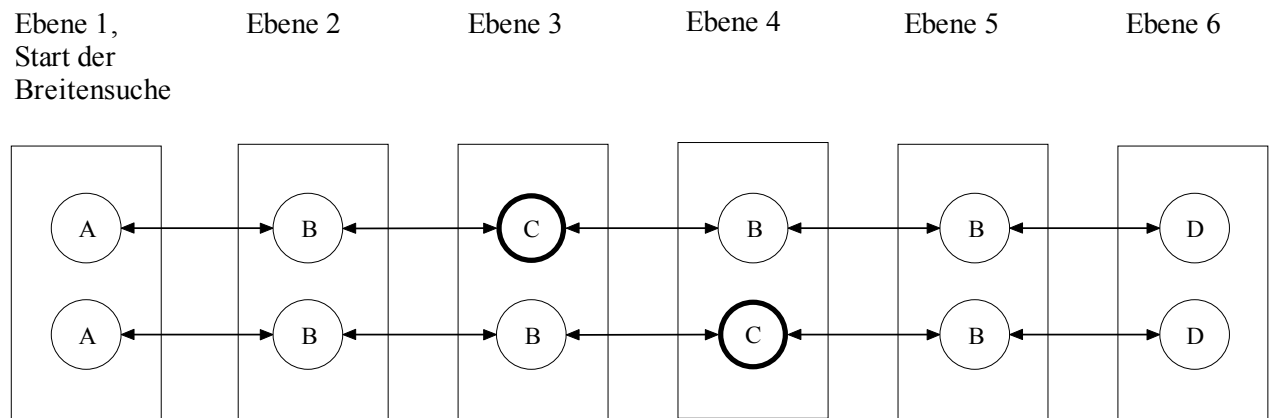 Ebene 1,
Start der
Breitensuche
Ebene 2
Ebene 3
Ebene 4
Ebene 5
Ebene 6
A B C B B D
A B B C B D